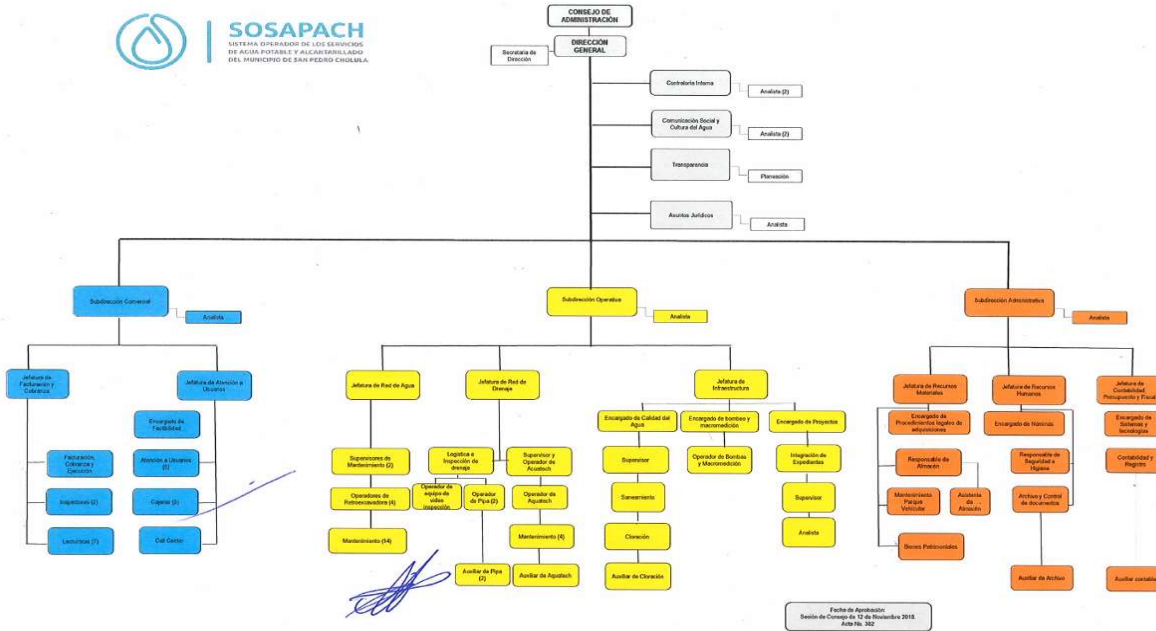 SOSAPACH
SISTEMA OPERADOR DE LOS SERVICIOS
DE AGUA POTABLE Y ALCANTARILLADO
DEL MUNICIPIO DE SAN PEDRO CHOLULA
CONSEJO DE
ADMINISTRACIÓN
DIRECCIÓN
GENERAL
Secretaria de
Dirección
Contraloría Interna
Analista (2)
Comunicación Social y
Cultura del Agua
Analista (2)
Transparencia
Planeación
Asuntos Jurídicos
Analista
Subdirección Comercial
Analista
Subdirección Operativa
Analista
Subdirección Administrativa
Analista
Jefatura de
Facturación y
Cobranza
Jefatura de Atención a
Usuarios
Encargado de
Factibilidad
Facturación,
Cobranza y
Ejecución
Atención a Usuarios
Inspectores (2)
Cajeras
Lecturistas (7)
Call Center
Jefatura de Red de Agua
Jefatura de Red de
Drenaje
Jefatura de
Infraestructura
Supervisores de
Mantenimiento (2)
Operadores de
Retroexcavadora (4)
Mantenimiento (14)
Logística e
Inspección de
drenaje
Supervisor y
Operador de
Acuatech
Operador de
equipo de
video
inspección
Operador
de Pipa (2)
Operador de
Aquatech
Mantenimiento (4)
Auxiliar de Pipa
(2)
Auxiliar de Aquatech
Encargado de Calidad del
Agua
Encargado de bombeo y
macromedición
Encargado de Proyectos
Supervisor
Operador de Bombas
y Macromedición
Integración de
Expedientes
Saneamiento
Supervisor
Cloración
Analista
Auxiliar de Cloración
Jefatura de Recursos
Materiales
Jefatura de Recursos
Humanos
Jefatura de
Contabilidad,
Presupuesto y Fiscal
Encargado de
Procedimientos legales de
adquisiciones
Encargado de Nóminas
Encargado de
Sistemas y
tecnologías
Responsable de
Almacén
Responsable de
Seguridad e
Higiene
Contabilidad y
Registro
Mantenimiento
Parque
Vehicular
Asistente
de
Almacén
Archivo y Control
de documentos
Bienes Patrimoniales
Auxiliar de Archivo
Auxiliar contable
Fecha de Aprobación:
Sesión de Consejo de 12 de Noviembre 2018.
Acta No. 302